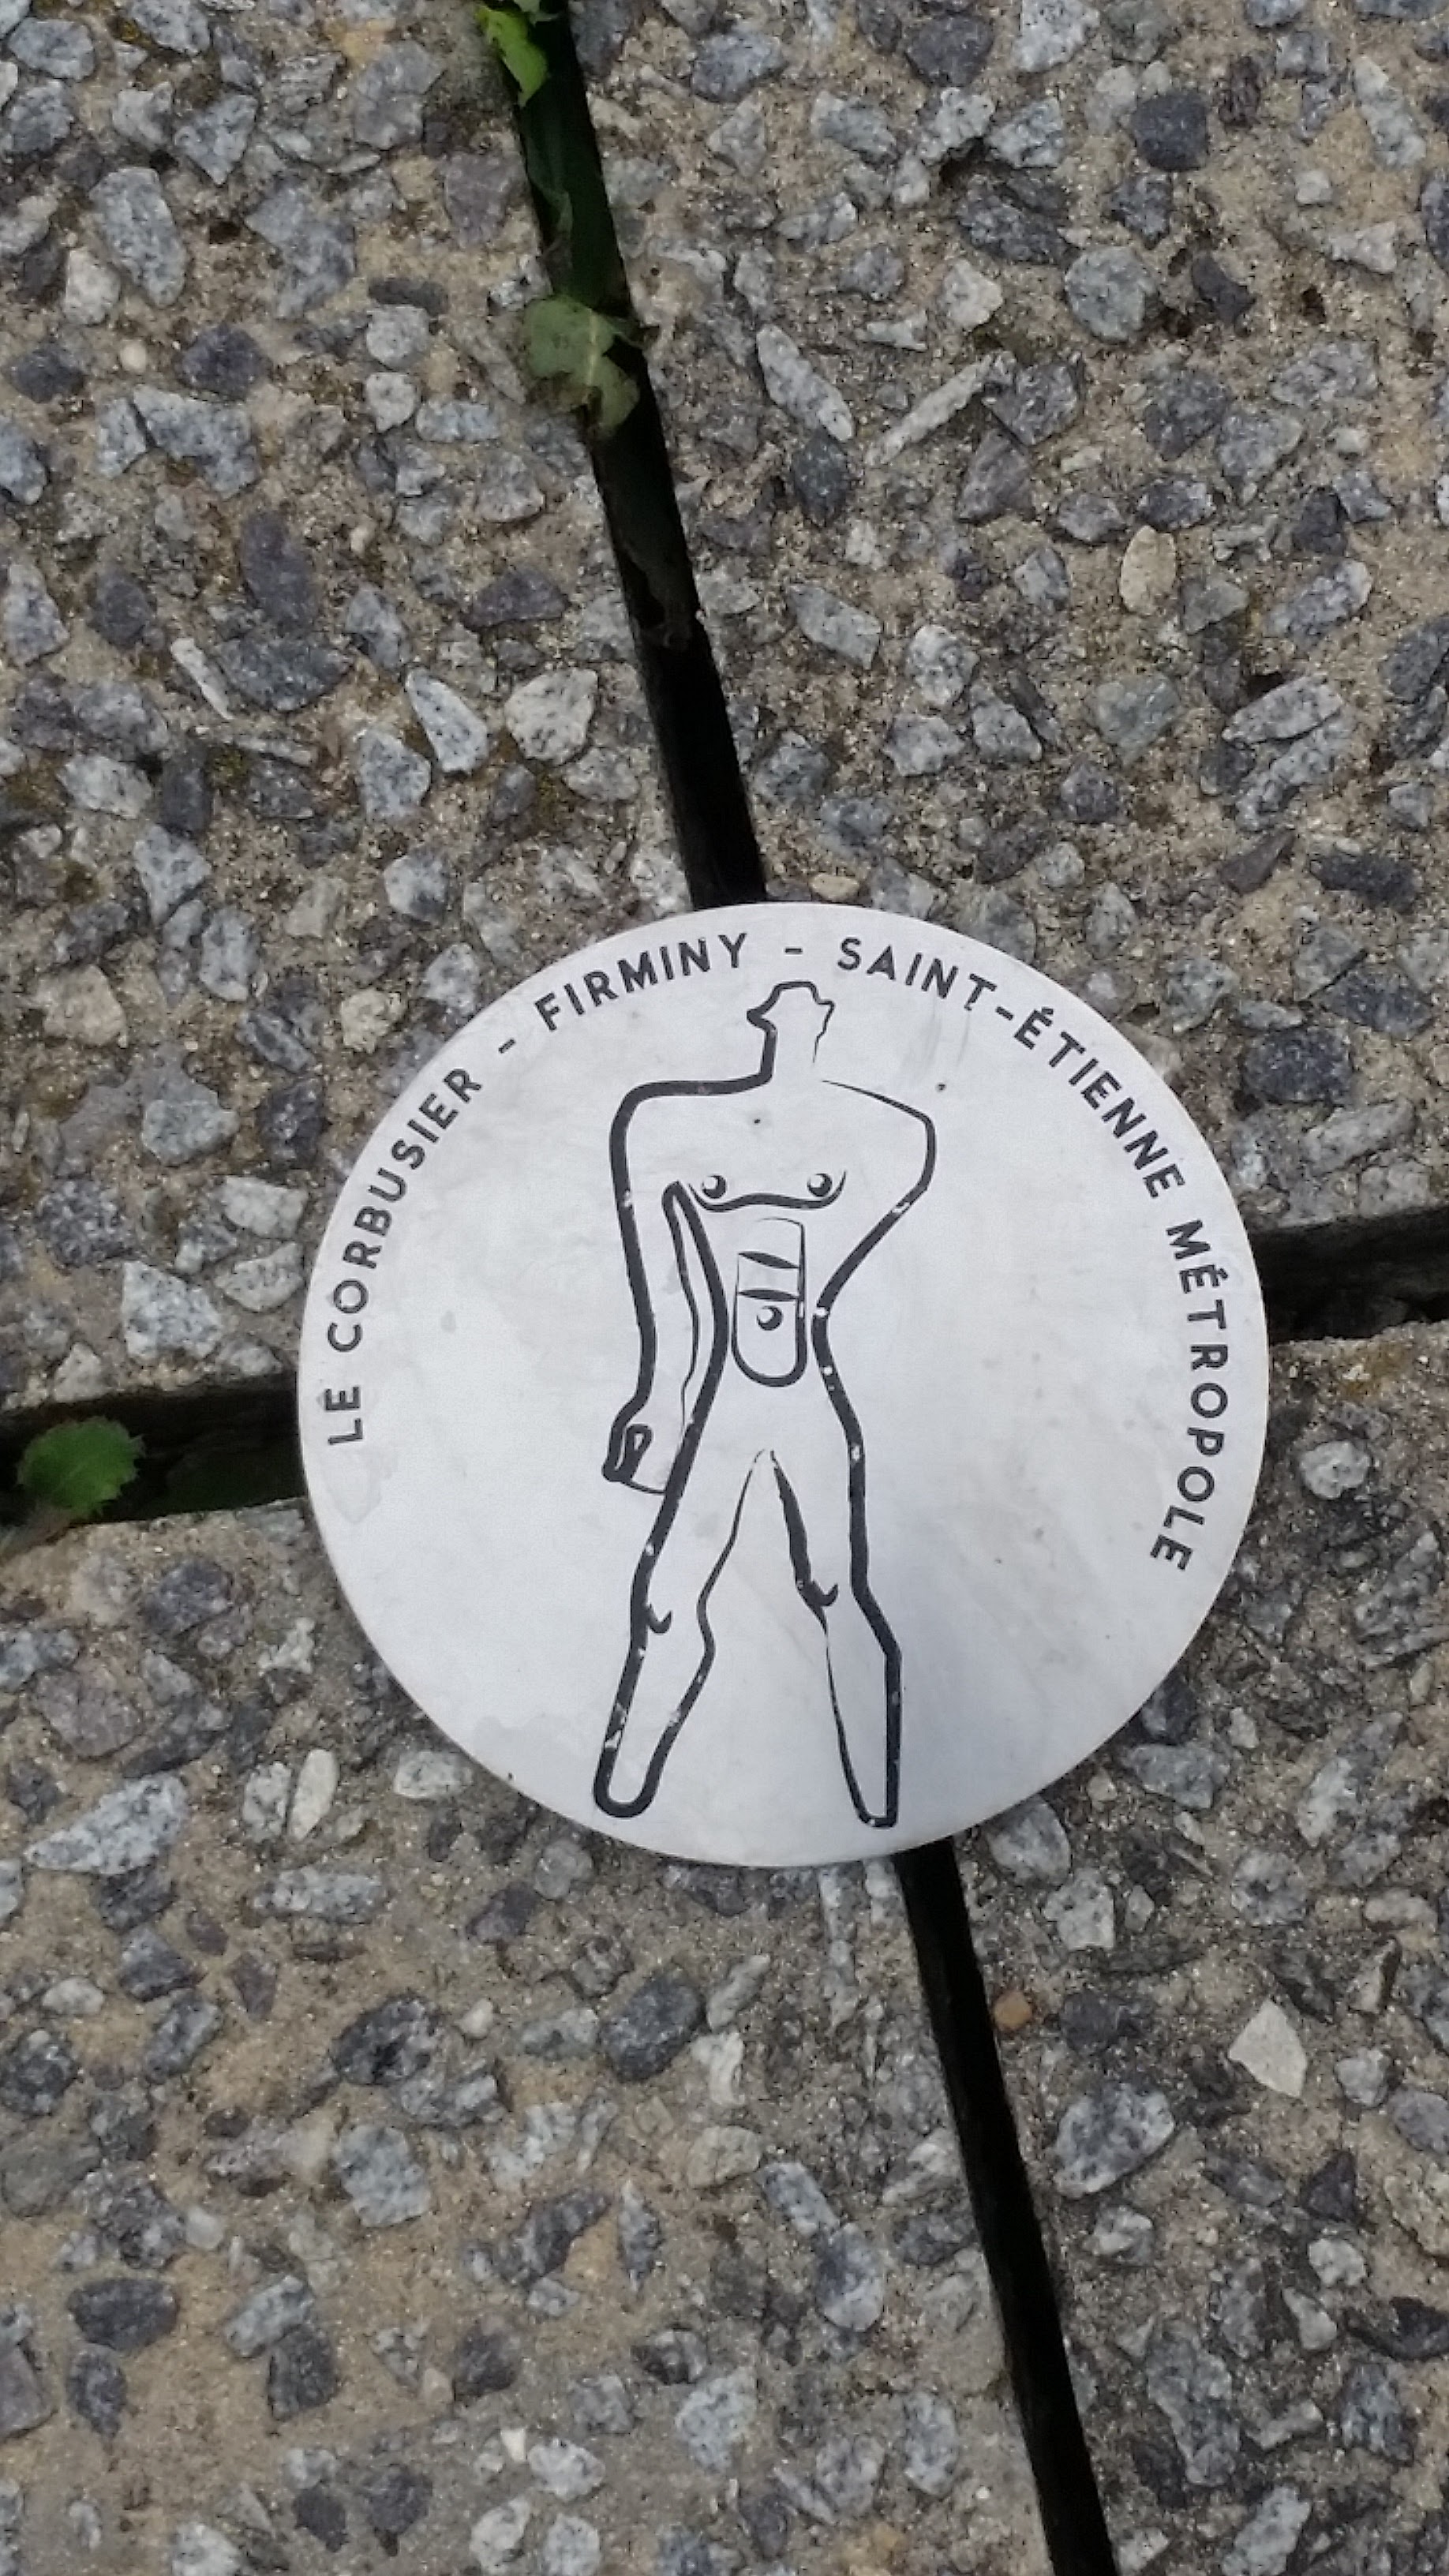 LE CORBUSIER - FIRMINY - SAINT-ÉTIENNE MÉTROPOLE